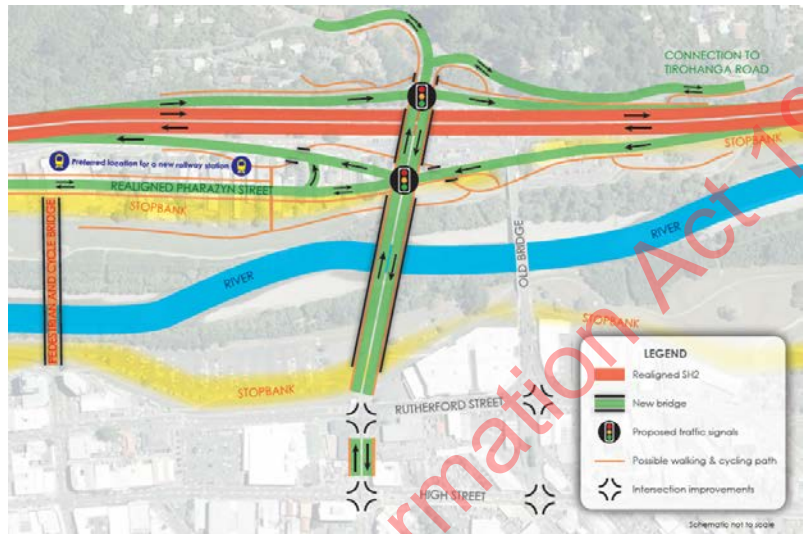 CONNECTION TO
TIROHANGA ROAD
STOPBANK
Preferred location for a new railway station
REALIGNED PHARAZYN STREET
STOPBANK
PEDESTRIAN AND CYCLE BRIDGE
RIVER
OLD BRIDGE
RIVER
STOPBANK
STOPBANK
RUTHERFORD STREET
HIGH STREET
LEGEND
Realigned SH2
New bridge
Proposed traffic signals
Possible walking & cycling path
Intersection improvements
Schematic not to scale
rmation Act 19